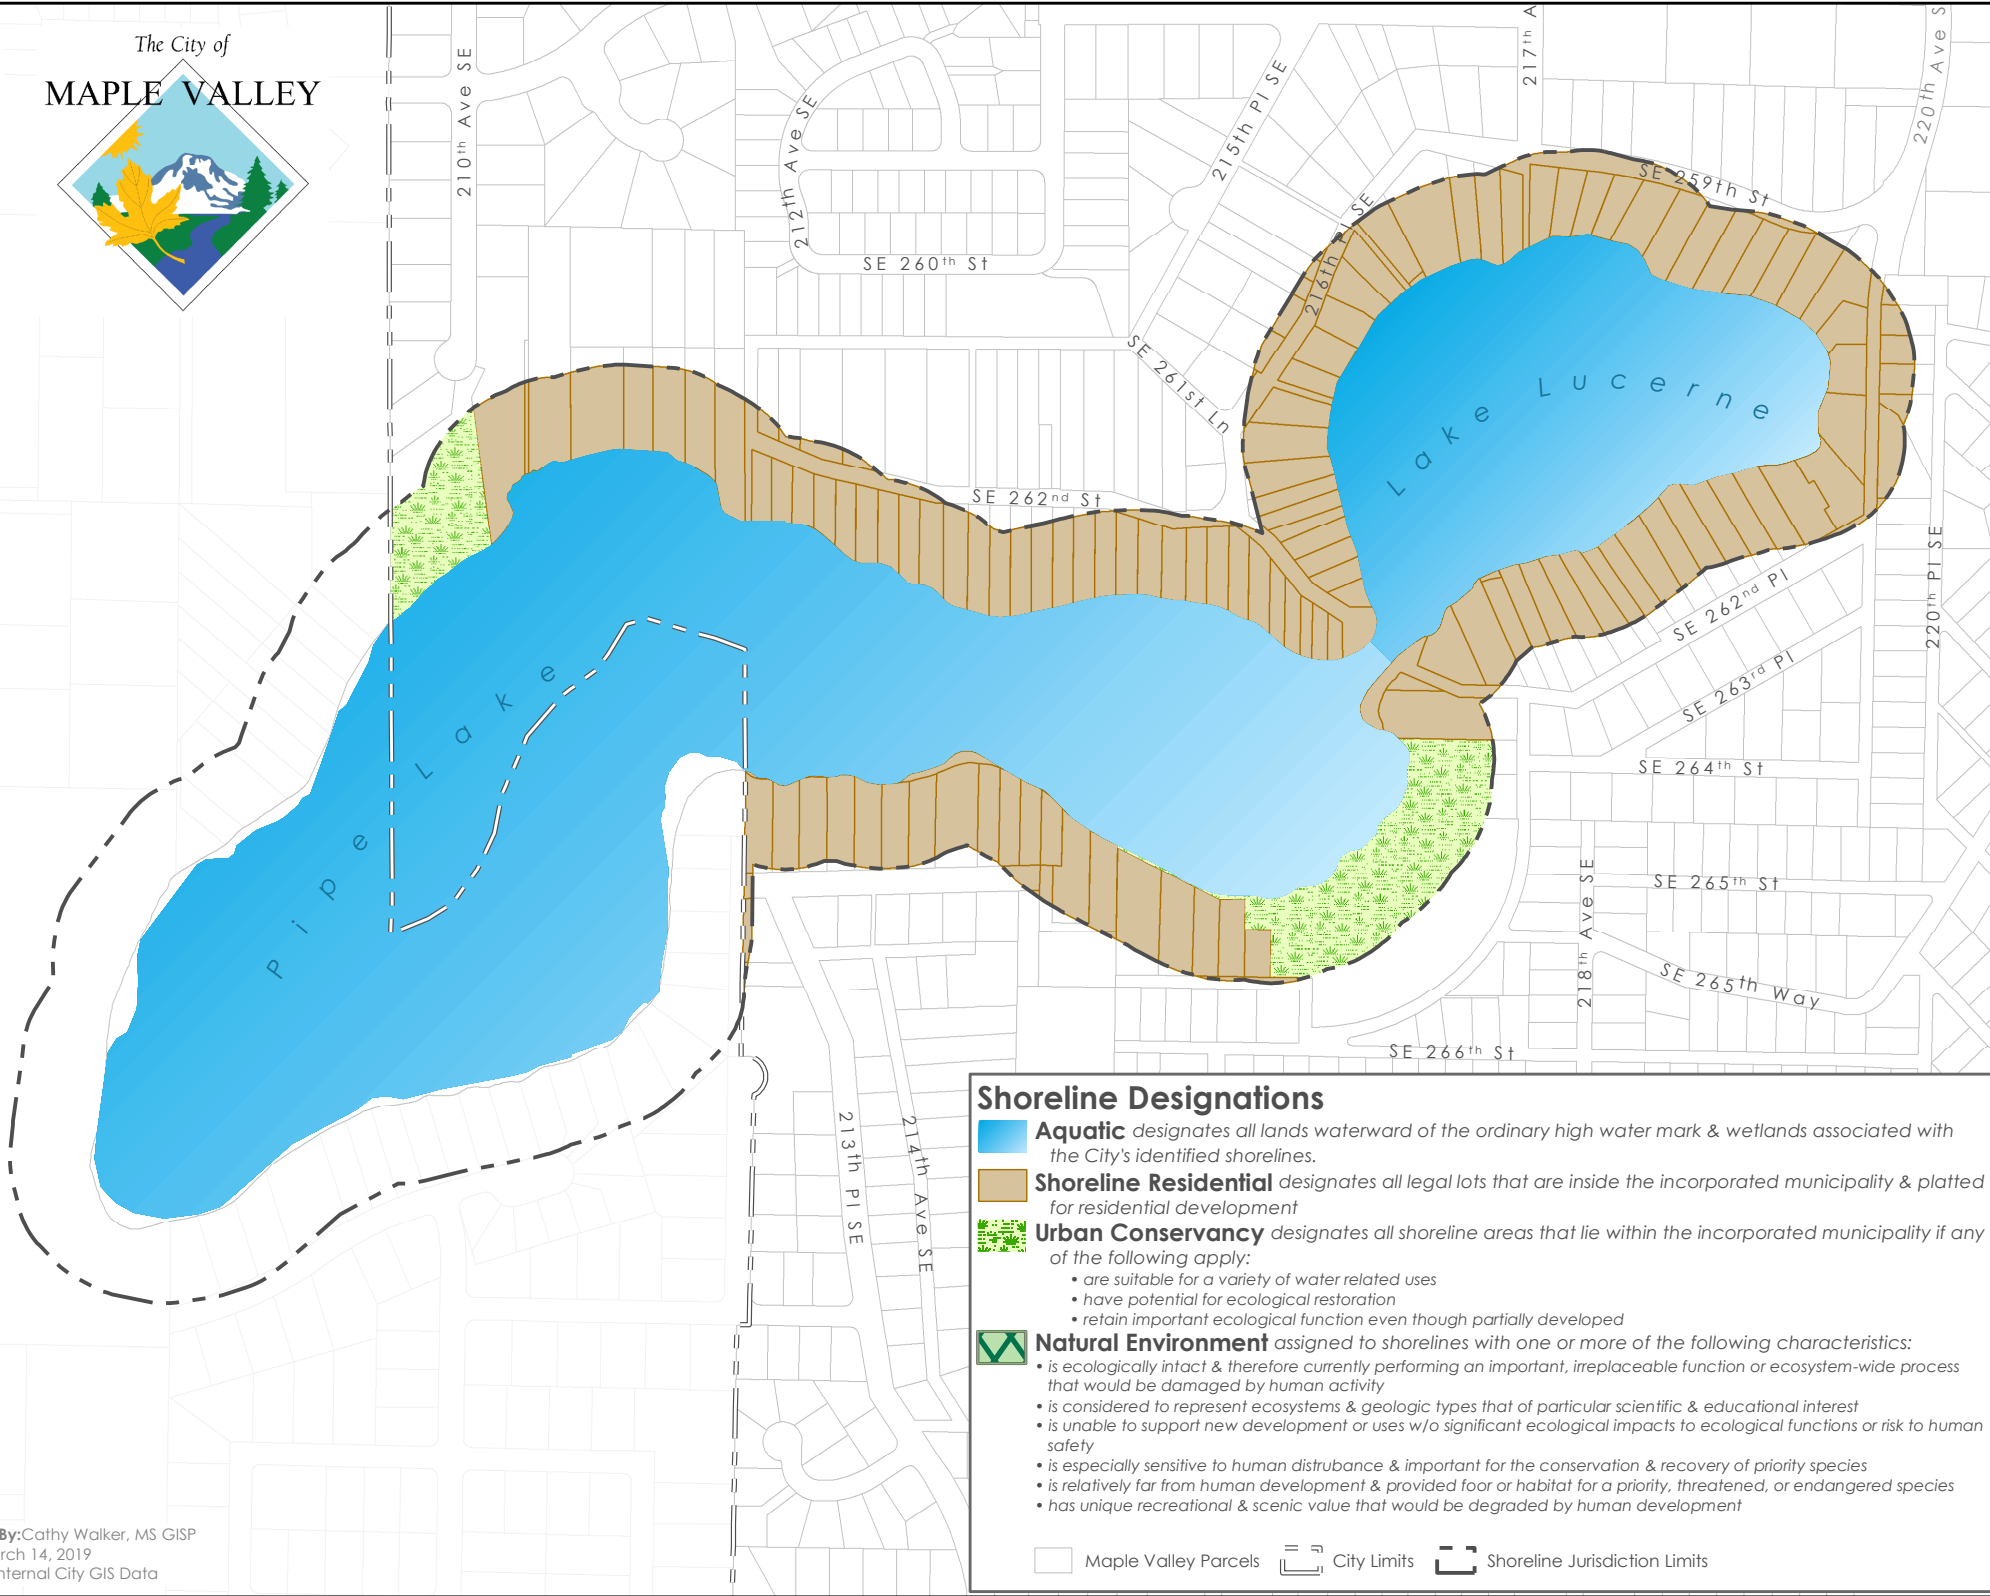 The City of
MAPLE VALLEY
210th Ave SE
212th Ave SE
SE 260th St
215th Pl SE
216th Pl SE
217th A
220th Ave S
SE 259th St
SE 261st Ln
SE 262nd St
Lake Lucerne
Pipe Lake
220th Pl SE
SE 262nd Pl
SE 263rd Pl
SE 264th St
SE 265th St
218th Ave SE
SE 265th Way
SE 266th St
213th Pl SE
214th Ave SE
Shoreline Designations
Aquatic designates all lands waterward of the ordinary high water mark & wetlands associated with
the City's identified shorelines.
Shoreline Residential designates all legal lots that are inside the incorporated municipality & platted
for residential development
Urban Conservancy designates all shoreline areas that lie within the incorporated municipality if any
of the following apply:
• are suitable for a variety of water related uses
• have potential for ecological restoration
• retain important ecological function even though partially developed
Natural Environment assigned to shorelines with one or more of the following characteristics:
• is ecologically intact & therefore currently performing an important, irreplaceable function or ecosystem-wide process
that would be damaged by human activity
• is considered to represent ecosystems & geologic types that of particular scientific & educational interest
• is unable to support new development or uses w/o significant ecological impacts to ecological functions or risk to human
safety
• is especially sensitive to human distrubance & important for the conservation & recovery of priority species
• is relatively far from human development & provided foor or habitat for a priority, threatened, or endangered species
• has unique recreational & scenic value that would be degraded by human development
Maple Valley Parcels City Limits Shoreline Jurisdiction Limits
By:Cathy Walker, MS GISP
rch 14, 2019
nternal City GIS Data